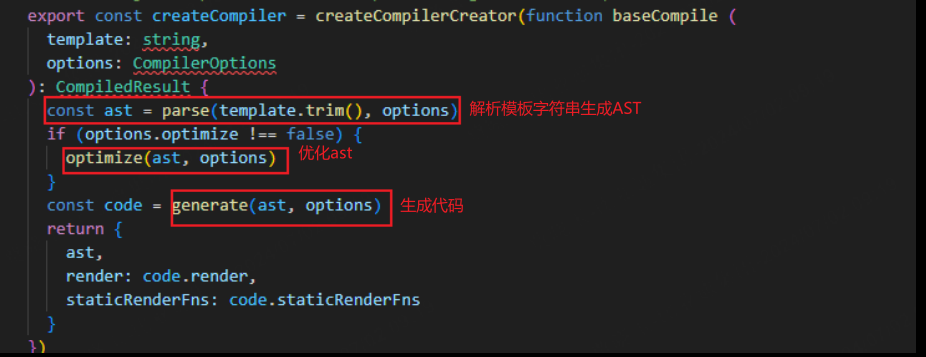 export const createCompiler = createCompilerCreator(function baseCompile (
template: string,
options: CompilerOptions
): CompiledResult {
const ast = parse(template.trim(), options) 解析模板字符串生成AST
if (options.optimize !== false) {
optimize(ast, options) 优化ast
}
const code = generate(ast, options) 生成代码
return {
ast,
render: code.render,
staticRenderFns: code.staticRenderFns
}
})